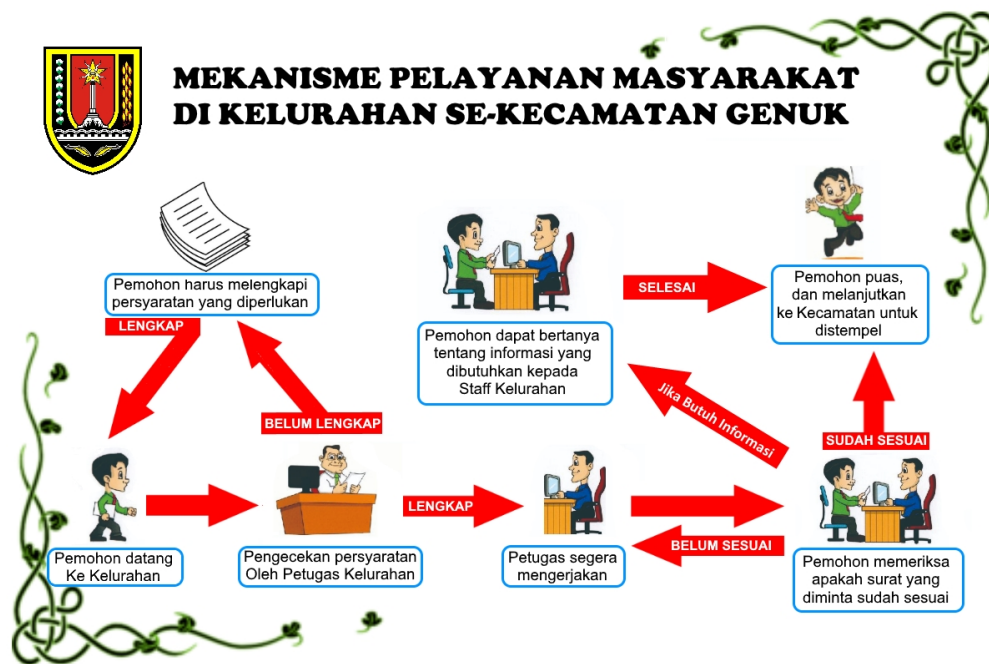 MEKANISME PELAYANAN MASYARAKAT
DI KELURAHAN SE-KECAMATAN GENUK
Pemohon harus melengkapi
persyaratan yang diperlukan
LENGKAP
BELUM LENGKAP
Pemohon datang
Ke Kelurahan
Pengecekan persyaratan
Oleh Petugas Kelurahan
LENGKAP
Petugas segera
mengerjakan
BELUM SESUAI
Pemohon memeriksa
apakah surat yang
diminta sudah sesuai
Jika Butuh Informasi
Pemohon dapat bertanya
tentang informasi yang
dibutuhkan kepada
Staff Kelurahan
SELESAI
SUDAH SESUAI
Pemohon puas,
dan melanjutkan
ke Kecamatan untuk
distempel